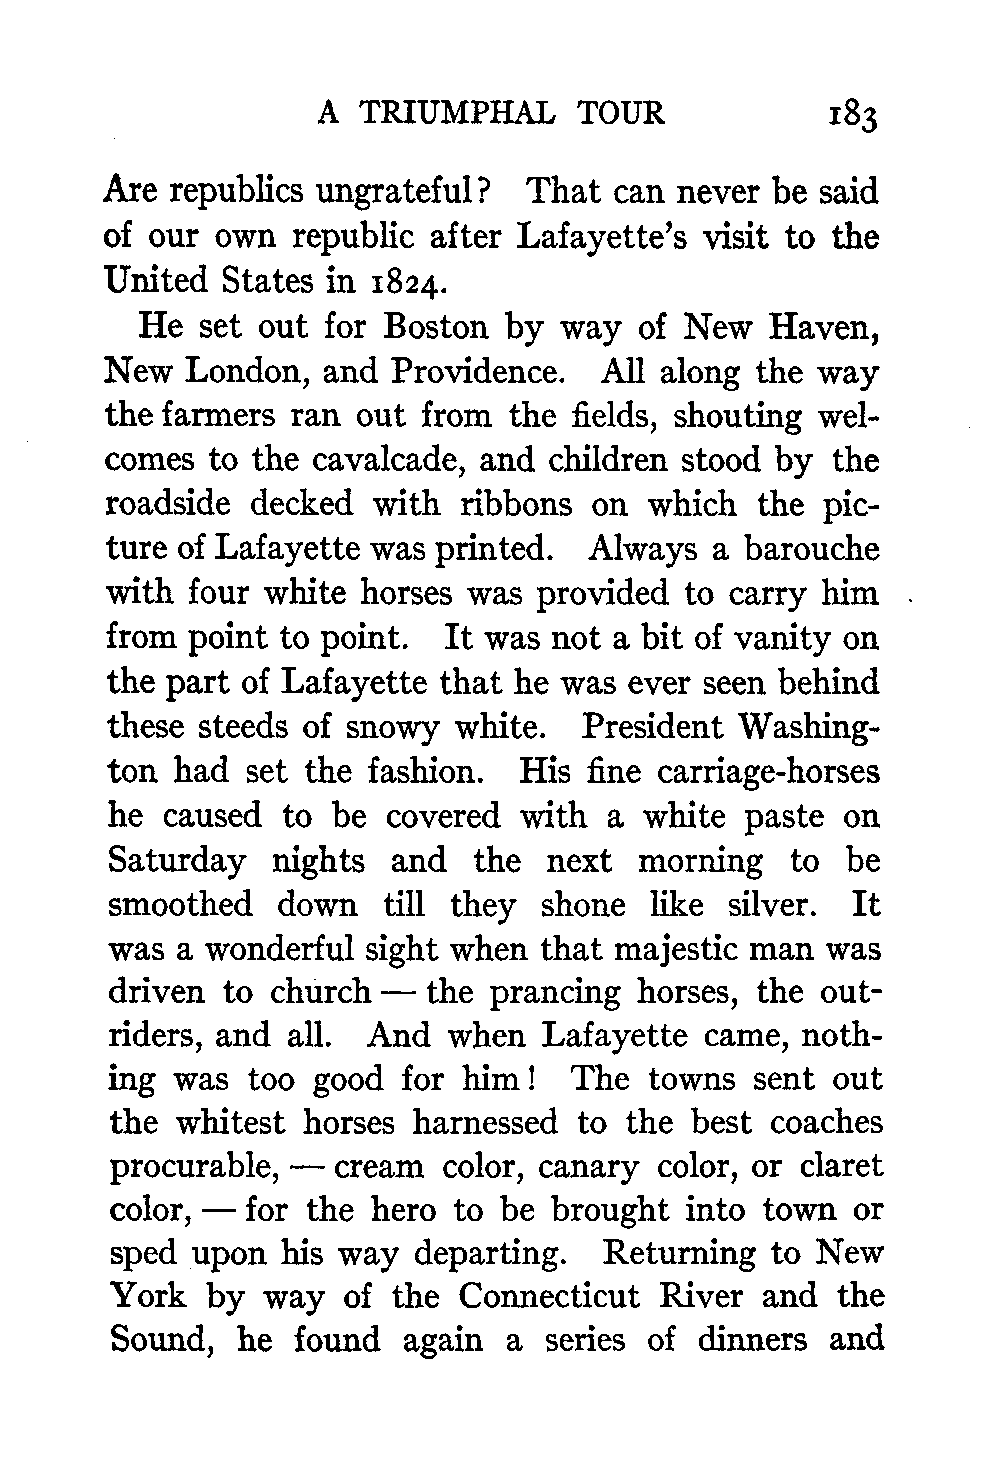 A TRIUMPHAL TOUR 183
Are republics ungrateful? That can never be said
of our own republic after Lafayette's visit to the
United States in 1824.
He set out for Boston by way of New Haven,
New London, and Providence. All along the way
the farmers ran out from the fields, shouting wel-
comes to the cavalcade, and children stood by the
roadside decked with ribbons on which the pic-
ture of Lafayette was printed. Always a barouche
with four white horses was provided to carry him
from point to point. It was not a bit of vanity on
the part of Lafayette that he was ever seen behind
these steeds of snowy white. President Washing-
ton had set the fashion. His fine carriage-horses
he caused to be covered with a white paste on
Saturday nights and the next morning to be
smoothed down till they shone like silver. It
was a wonderful sight when that majestic man was
driven to church — the prancing horses, the out-
riders, and all. And when Lafayette came, noth-
ing was too good for him! The towns sent out
the whitest horses harnessed to the best coaches
procurable, — cream color, canary color, or claret
color, — for the hero to be brought into town or
sped upon his way departing. Returning to New
York by way of the Connecticut River and the
Sound, he found again a series of dinners and